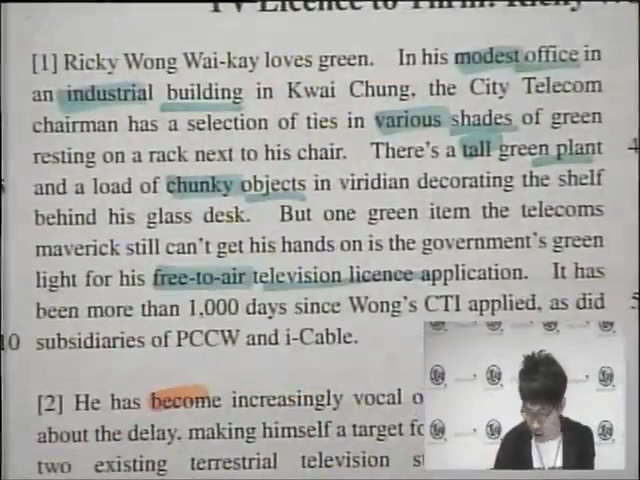 TV Licence to
[1] Ricky Wong Wai-kay loves green. In his modest office in
an industrial building in Kwai Chung, the City Telecom
chairman has a selection of ties in various shades of green
resting on a rack next to his chair. There's a tall green plant
and a load of chunky objects in viridian decorating the shelf
behind his glass desk. But one green item the telecoms
maverick still can't get his hands on is the government's green
light for his free-to-air television licence application. It has
been more than 1,000 days since Wong's CTI applied, as did
10 subsidiaries of PCCW and i-Cable.
[2] He has become increasingly vocal
about the delay, making himself a target
two existing terrestrial television